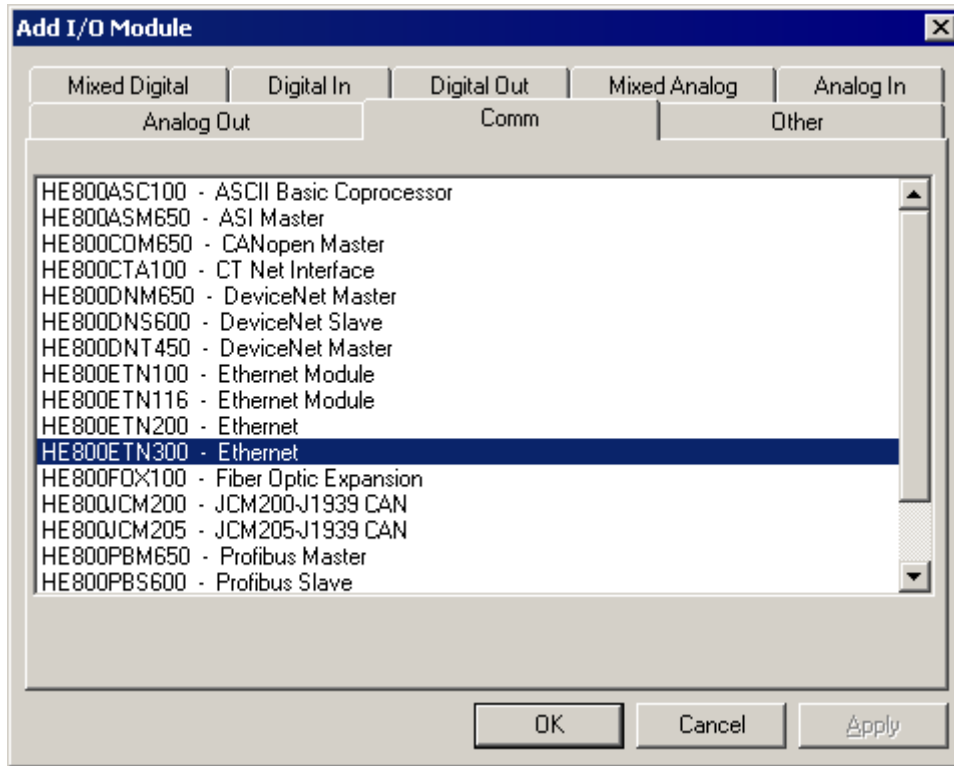 Add I/O Module
Mixed Digital Digital In Digital Out Mixed Analog Analog In
Analog Out Comm Other
HE800ASC100 - ASCII Basic Coprocessor
HE800ASM650 - ASI Master
HE800COM650 - CANopen Master
HE800CTA100 - CT Net Interface
HE800DNM650 - DeviceNet Master
HE800DNS600 - DeviceNet Slave
HE800DNT450 - DeviceNet Master
HE800ETN100 - Ethernet Module
HE800ETN116 - Ethernet Module
HE800ETN200 - Ethernet
HE800ETN300 - Ethernet
HE800FOX100 - Fiber Optic Expansion
HE800JCM200 - JCM200-J1939 CAN
HE800JCM205 - JCM205-J1939 CAN
HE800PBM650 - Profibus Master
HE800PBS600 - Profibus Slave
OK Cancel Apply